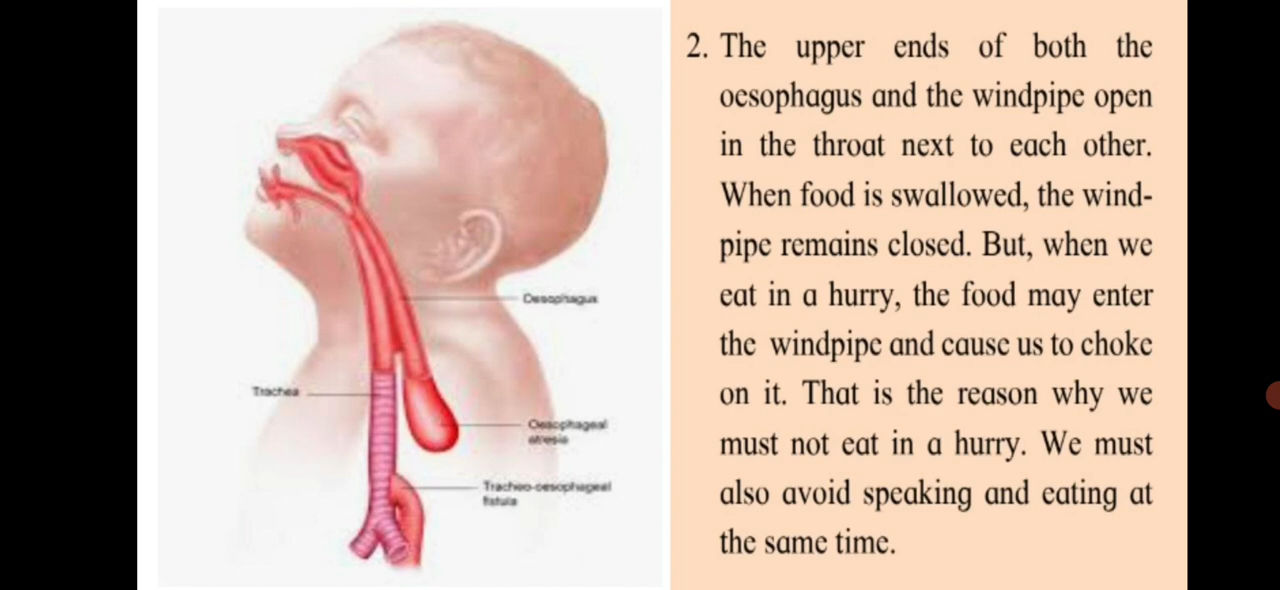 Oesophagus
Trachea
Oesophageal
atresia
Tracheo-oesophageal
fistula
2. The upper ends of both the
oesophagus and the windpipe open
in the throat next to each other.
When food is swallowed, the wind-
pipe remains closed. But, when we
eat in a hurry, the food may enter
the windpipe and cause us to choke
on it. That is the reason why we
must not eat in a hurry. We must
also avoid speaking and eating at
the same time.